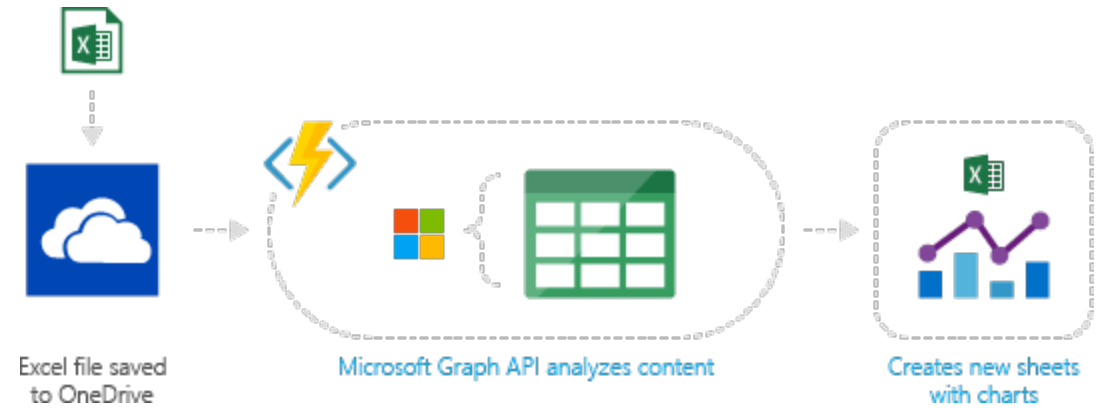 Excel file saved
to OneDrive
Microsoft Graph API analyzes content
Creates new sheets
with charts